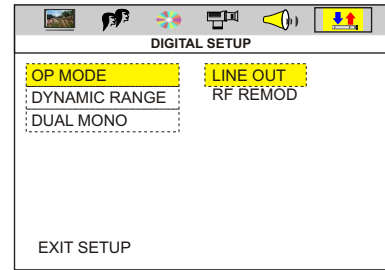 DIGITAL SETUP
OP MODE
LINE OUT
DYNAMIC RANGE
RF REMOD
DUAL MONO
EXIT SETUP